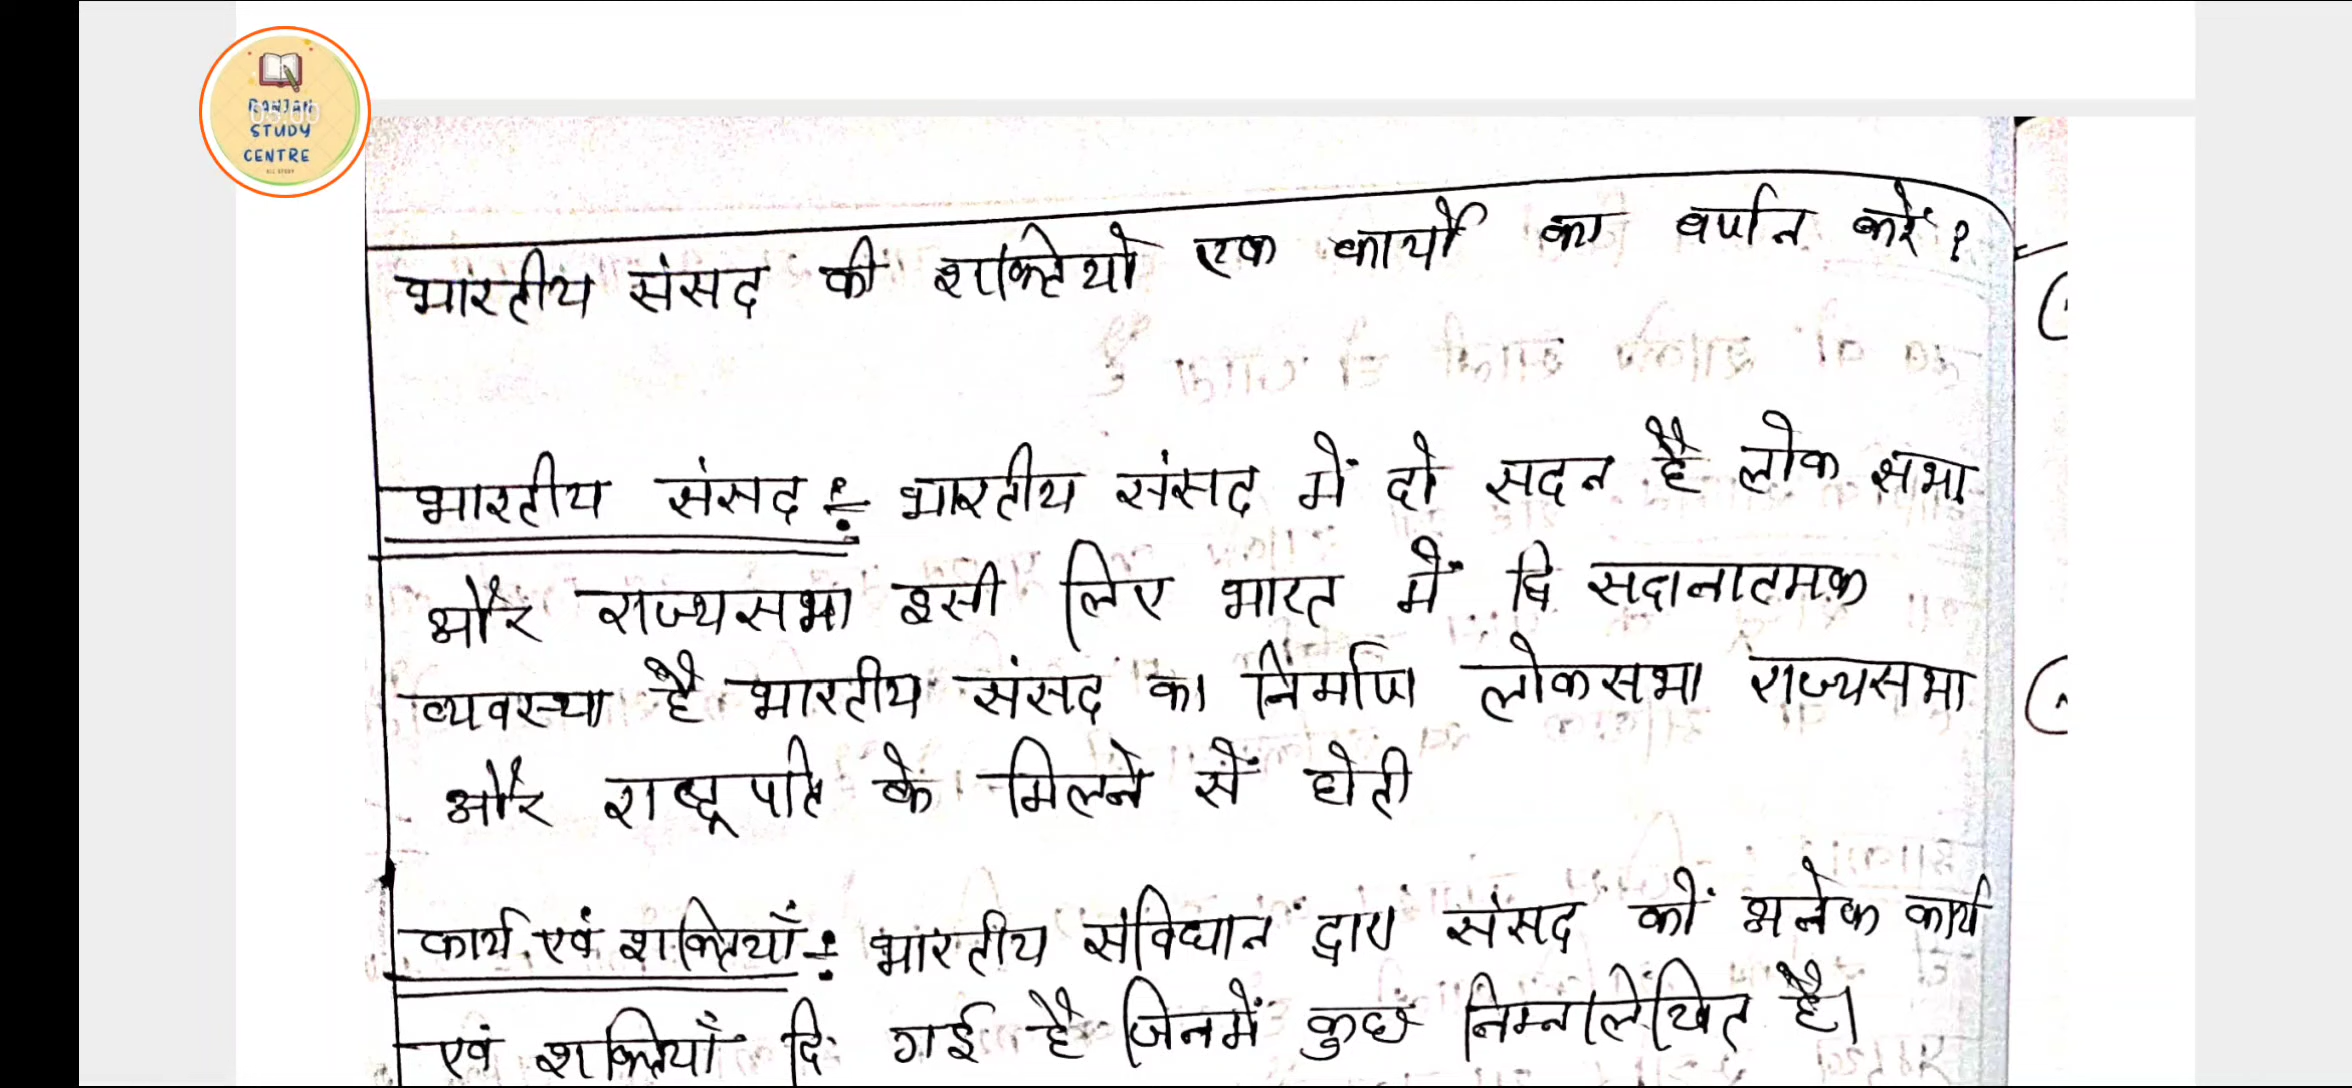 RANJAN
STUDY
CENTRE
भारतीय संसद की शक्तियो एक कार्यो का वर्णन करें?
भारतीय संसद :- भारतीय संसद में दो सदन है लोक सभा
और राज्यसभा इसी लिए भारत में द्वि सदानात्मक
व्यवस्था है भारतीय संसद का निर्माण लोकसभा राज्यसभा
और राष्ट्रपति के मिलने सें होती
कार्य एवं शक्तियाँ :- भारतीय संविधान द्वारा संसद कों अनेक कार्य
एवं शक्तियाँ दि गई है जिनमें कुछ निम्नलिखित है।